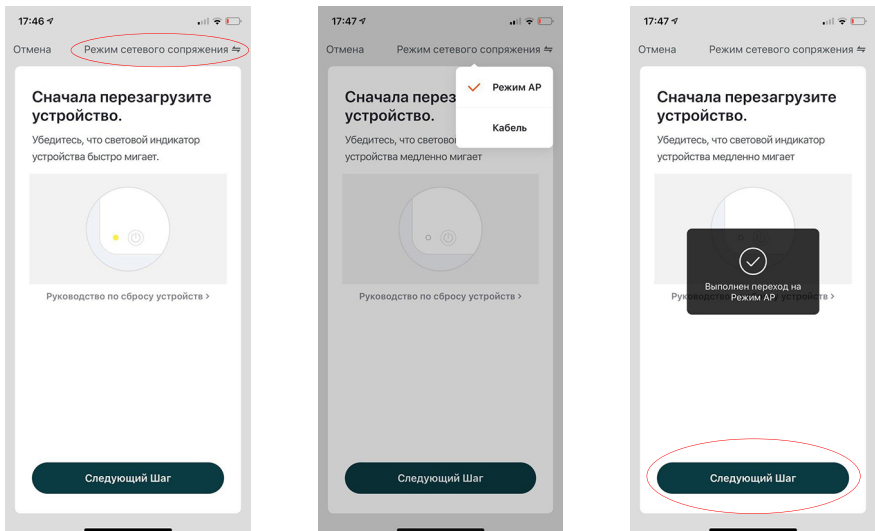 17:46
Отмена
Режим сетевого сопряжения
Сначала перезагрузите
устройство.
Убедитесь, что световой индикатор
устройства быстро мигает.
Руководство по сбросу устройств >
Следующий Шаг
17:47
Отмена
Режим сетевого сопряжения
Режим AP
Кабель
Сначала перез
устройство.
Убедитесь, что светово
устройства медленно мигает
Руководство по сбросу устройств >
Следующий Шаг
17:47
Отмена
Режим сетевого сопряжения
Сначала перезагрузите
устройство.
Убедитесь, что световой индикатор
устройства медленно мигает
Выполнен переход на
Режим AP
Следующий Шаг